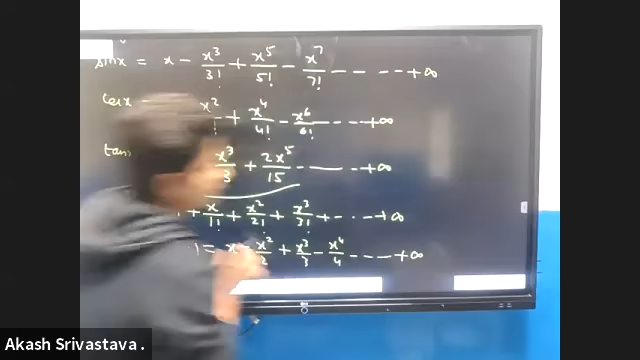 sinx = x - x³/3! + x⁵/5! - x⁷/7! - - - - - +∞
cosx x²/ ! + x⁴/4! - x⁶/6! - - - - +∞
tan x³/3 + 2x⁵/15 - - - - +∞
+ x/1! + x²/2! + x³/3! + - - - +∞
) = x - x²/2 + x³/3 - x⁴/4 - - - - +∞
Akash Srivastava .